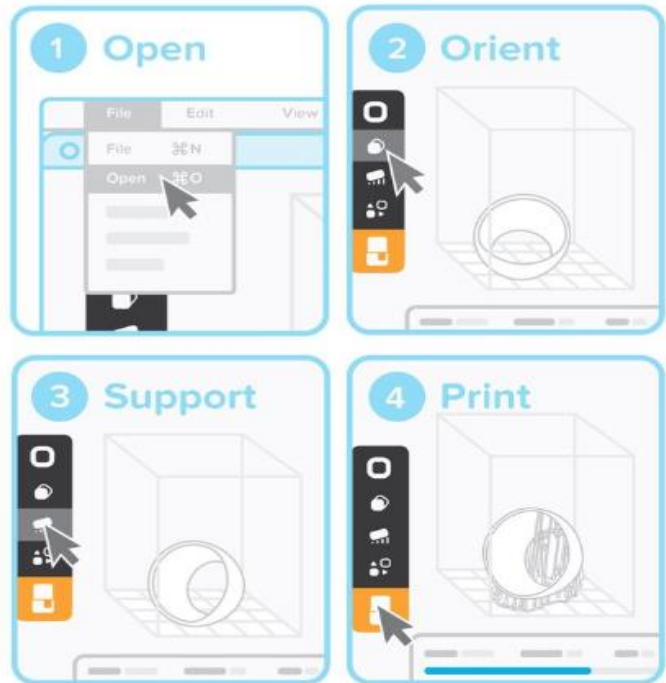 1 Open
File Edit View
File ⌘N
Open ⌘O
2 Orient
3 Support
4 Print